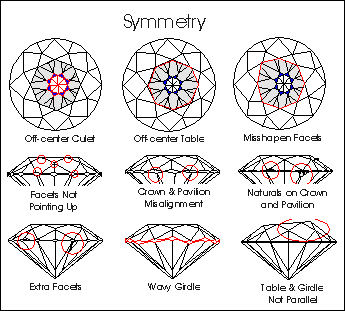 Symmetry
Off-center Culet
Off-center Table
Misshapen Facets
Facets Not
Pointing Up
Crown & Pavilion
Misalignment
Naturals on Crown
and Pavilion
Extra Facets
Wavy Girdle
Table & Girdle
Not Parallel